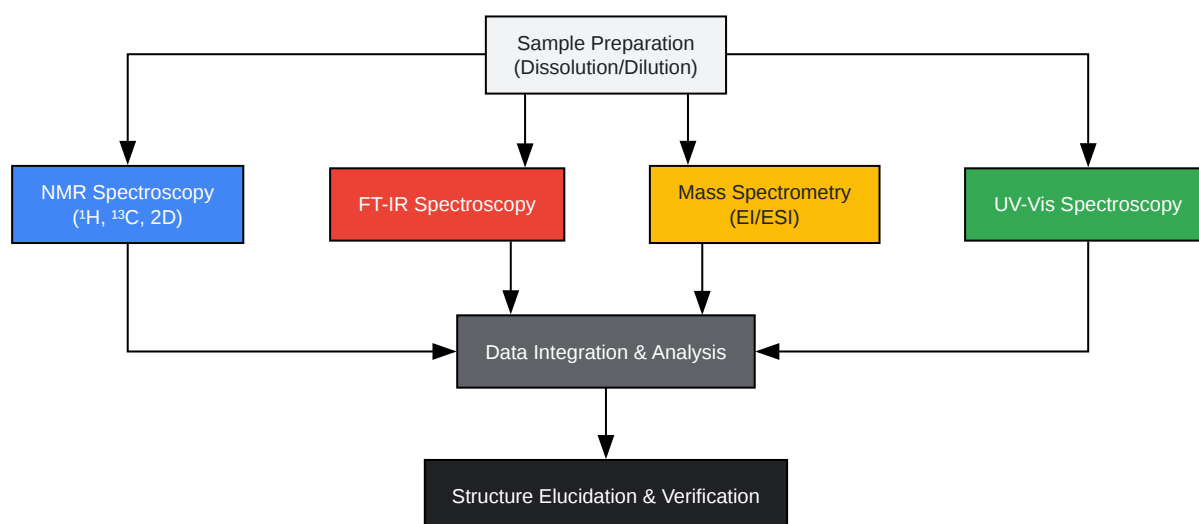 Sample Preparation
(Dissolution/Dilution)
NMR Spectroscopy
(¹H, ¹³C, 2D)
FT-IR Spectroscopy
Mass Spectrometry
(EI/ESI)
UV-Vis Spectroscopy
Data Integration & Analysis
Structure Elucidation & Verification